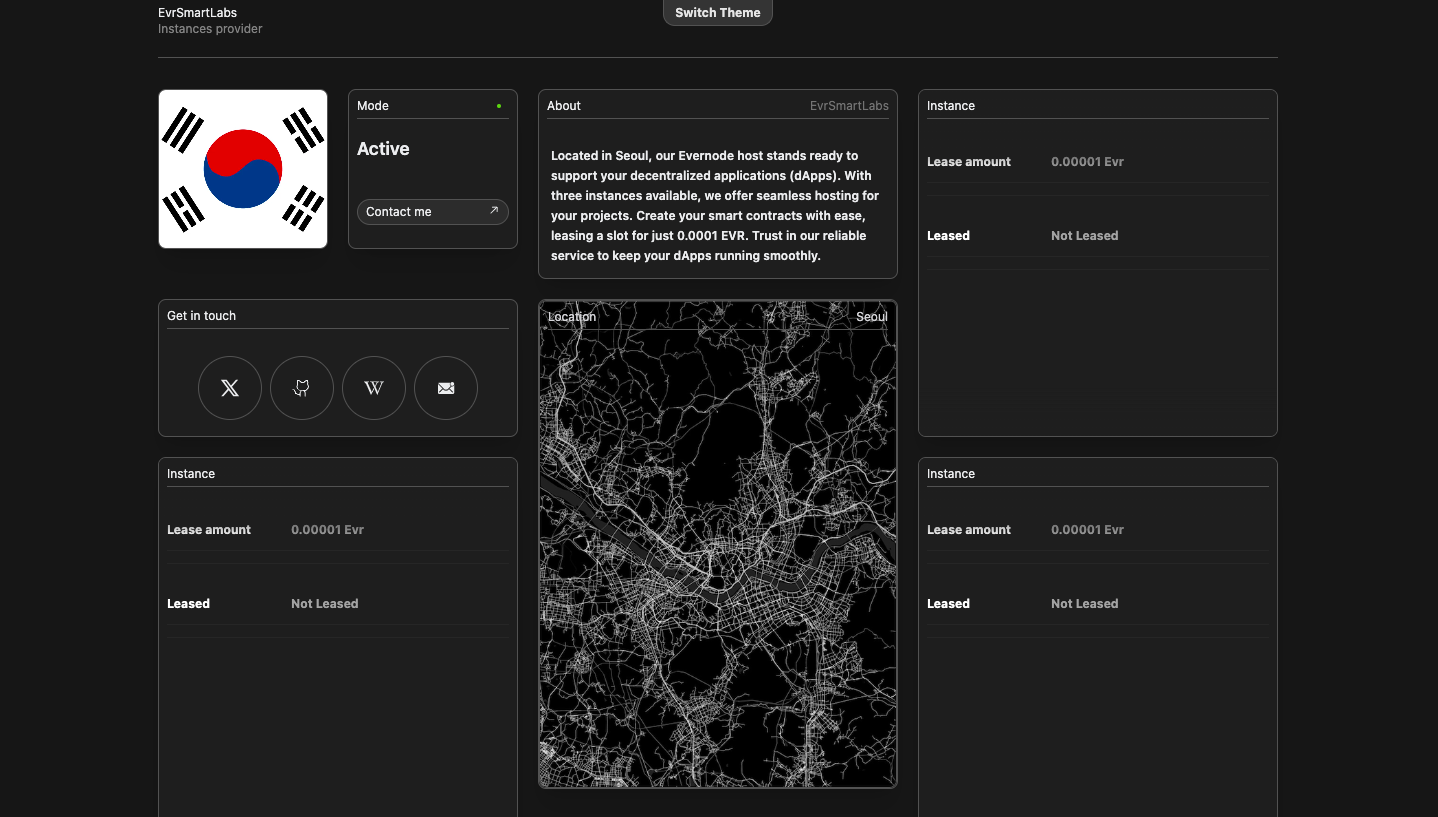 EvrSmartLabs
Instances provider
Switch Theme
Mode
Active
Contact me
About
EvrSmartLabs
Located in Seoul, our Evernode host stands ready to
support your decentralized applications (dApps). With
three instances available, we offer seamless hosting for
your projects. Create your smart contracts with ease,
leasing a slot for just 0.0001 EVR. Trust in our reliable
service to keep your dApps running smoothly.
Instance
Lease amount 0.00001 Evr
Leased Not Leased
Get in touch
X
W
Location Seoul
Instance
Lease amount 0.00001 Evr
Leased Not Leased
Instance
Lease amount 0.00001 Evr
Leased Not Leased